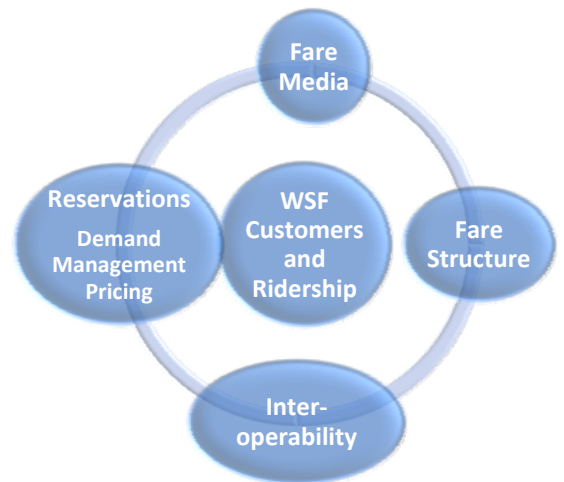 Fare
Media
Reservations
Demand
Management
Pricing
WSF
Customers
and
Ridership
Fare
Structure
Inter-
operability